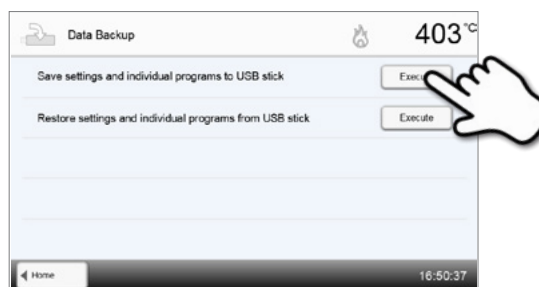 Data Backup
403 °C
Save settings and individual programs to USB stick
Execu
Restore settings and individual programs from USB stick
Execute
Home
16:50:37